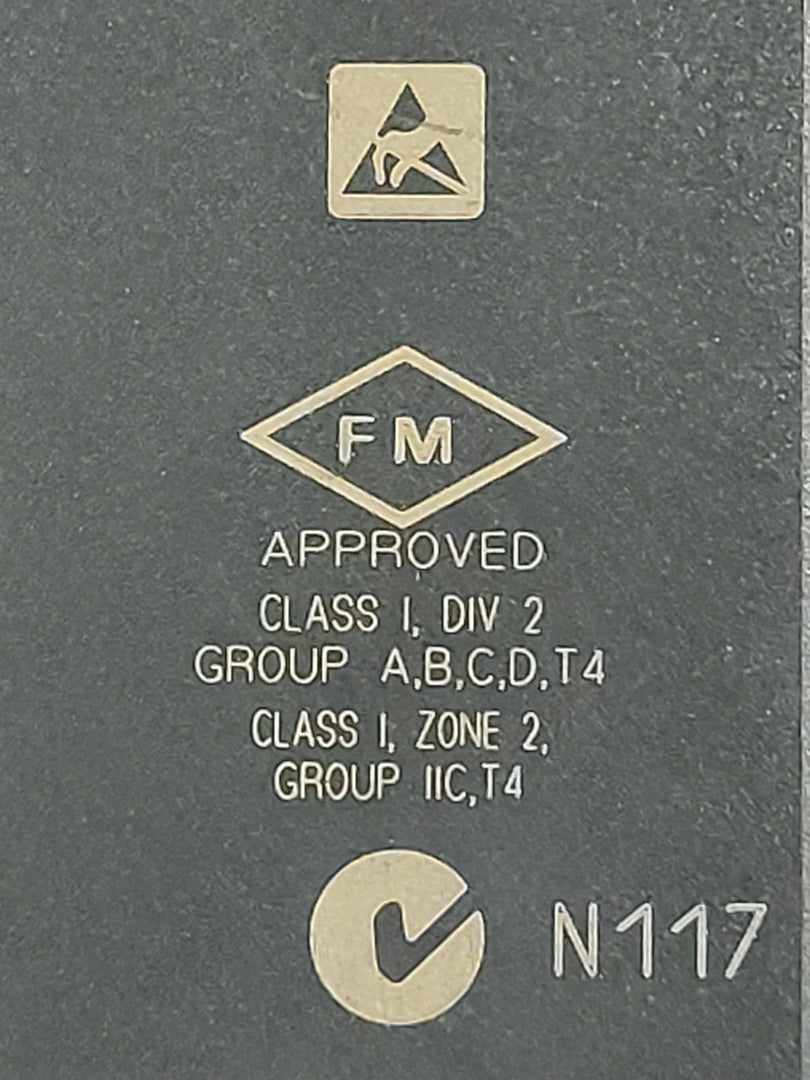 FM
APPROVED
CLASS I, DIV 2
GROUP A,B,C,D,T4
CLASS I, ZONE 2,
GROUP IIC,T4
N117